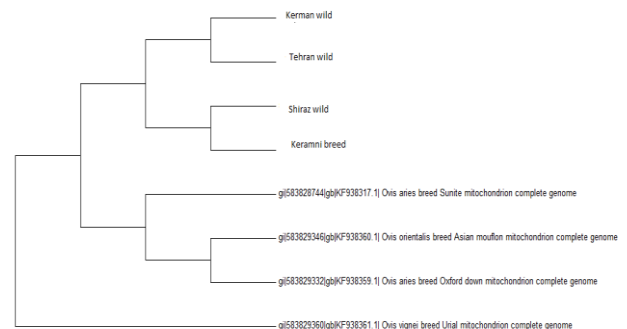 Kerman wild
Tehran wild
Shiraz wild
Keramni breed
gi|583828744|gb|KF938317.1| Ovis aries breed Sunite mitochondrion complete genome
gi|583829346|gb|KF938360.1| Ovis orientalis breed Asian mouflon mitochondrion complete genome
gi|583829332|gb|KF938359.1| Ovis aries breed Oxford down mitochondrion complete genome
gi|583829360|gb|KF938361.1| Ovis vignei breed Urial mitochondrion complete genome